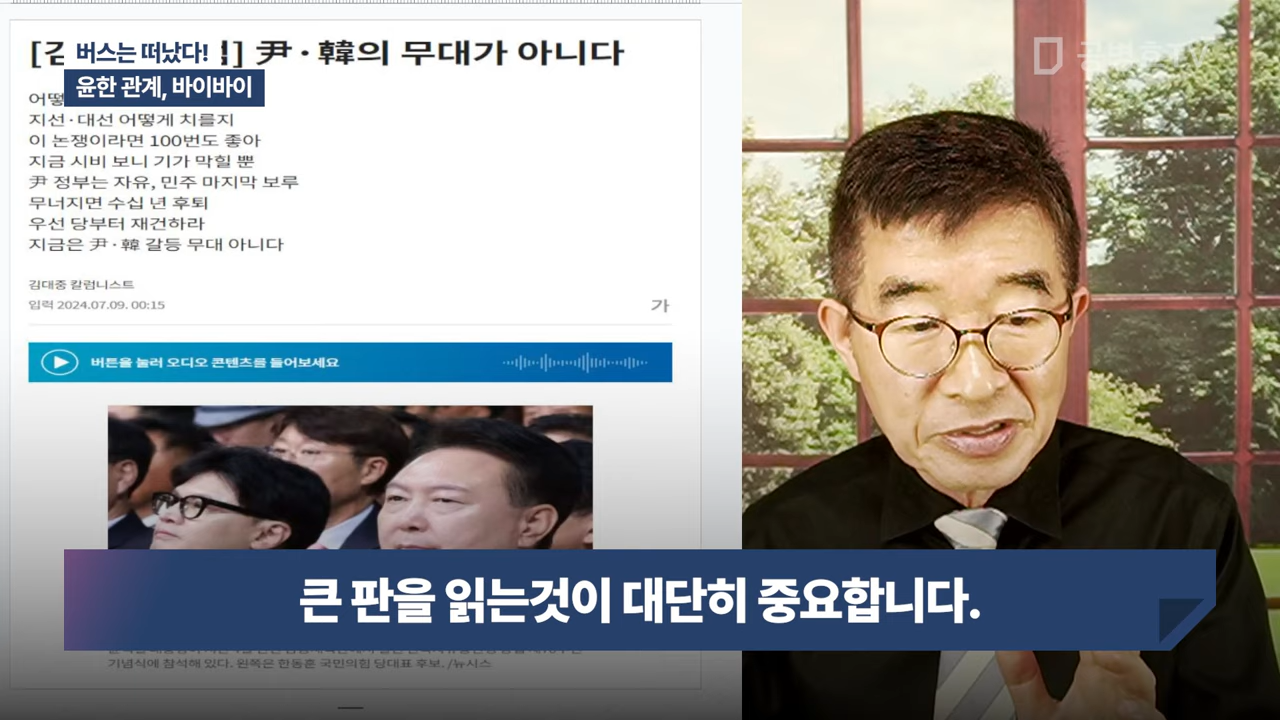 버스는 떠났다!
윤한 관계, 바이바이
] 尹·韓의 무대가 아니다
지선·대선 어떻게 치를지
이 논쟁이라면 100번도 좋아
지금 시비 보니 기가 막힐 뿐
尹 정부는 자유, 민주 마지막 보루
무너지면 수십 년 후퇴
우선 당부터 재건하라
지금은 尹·韓 갈등 무대 아니다
김대중 칼럼니스트
입력 2024.07.09. 00:15
가
버튼을 눌러 오디오 콘텐츠를 들어보세요
큰 판을 읽는것이 대단히 중요합니다.
기념식에 참석해 있다. 왼쪽은 한동훈 국민의힘 당대표 후보. /뉴시스
공병호TV